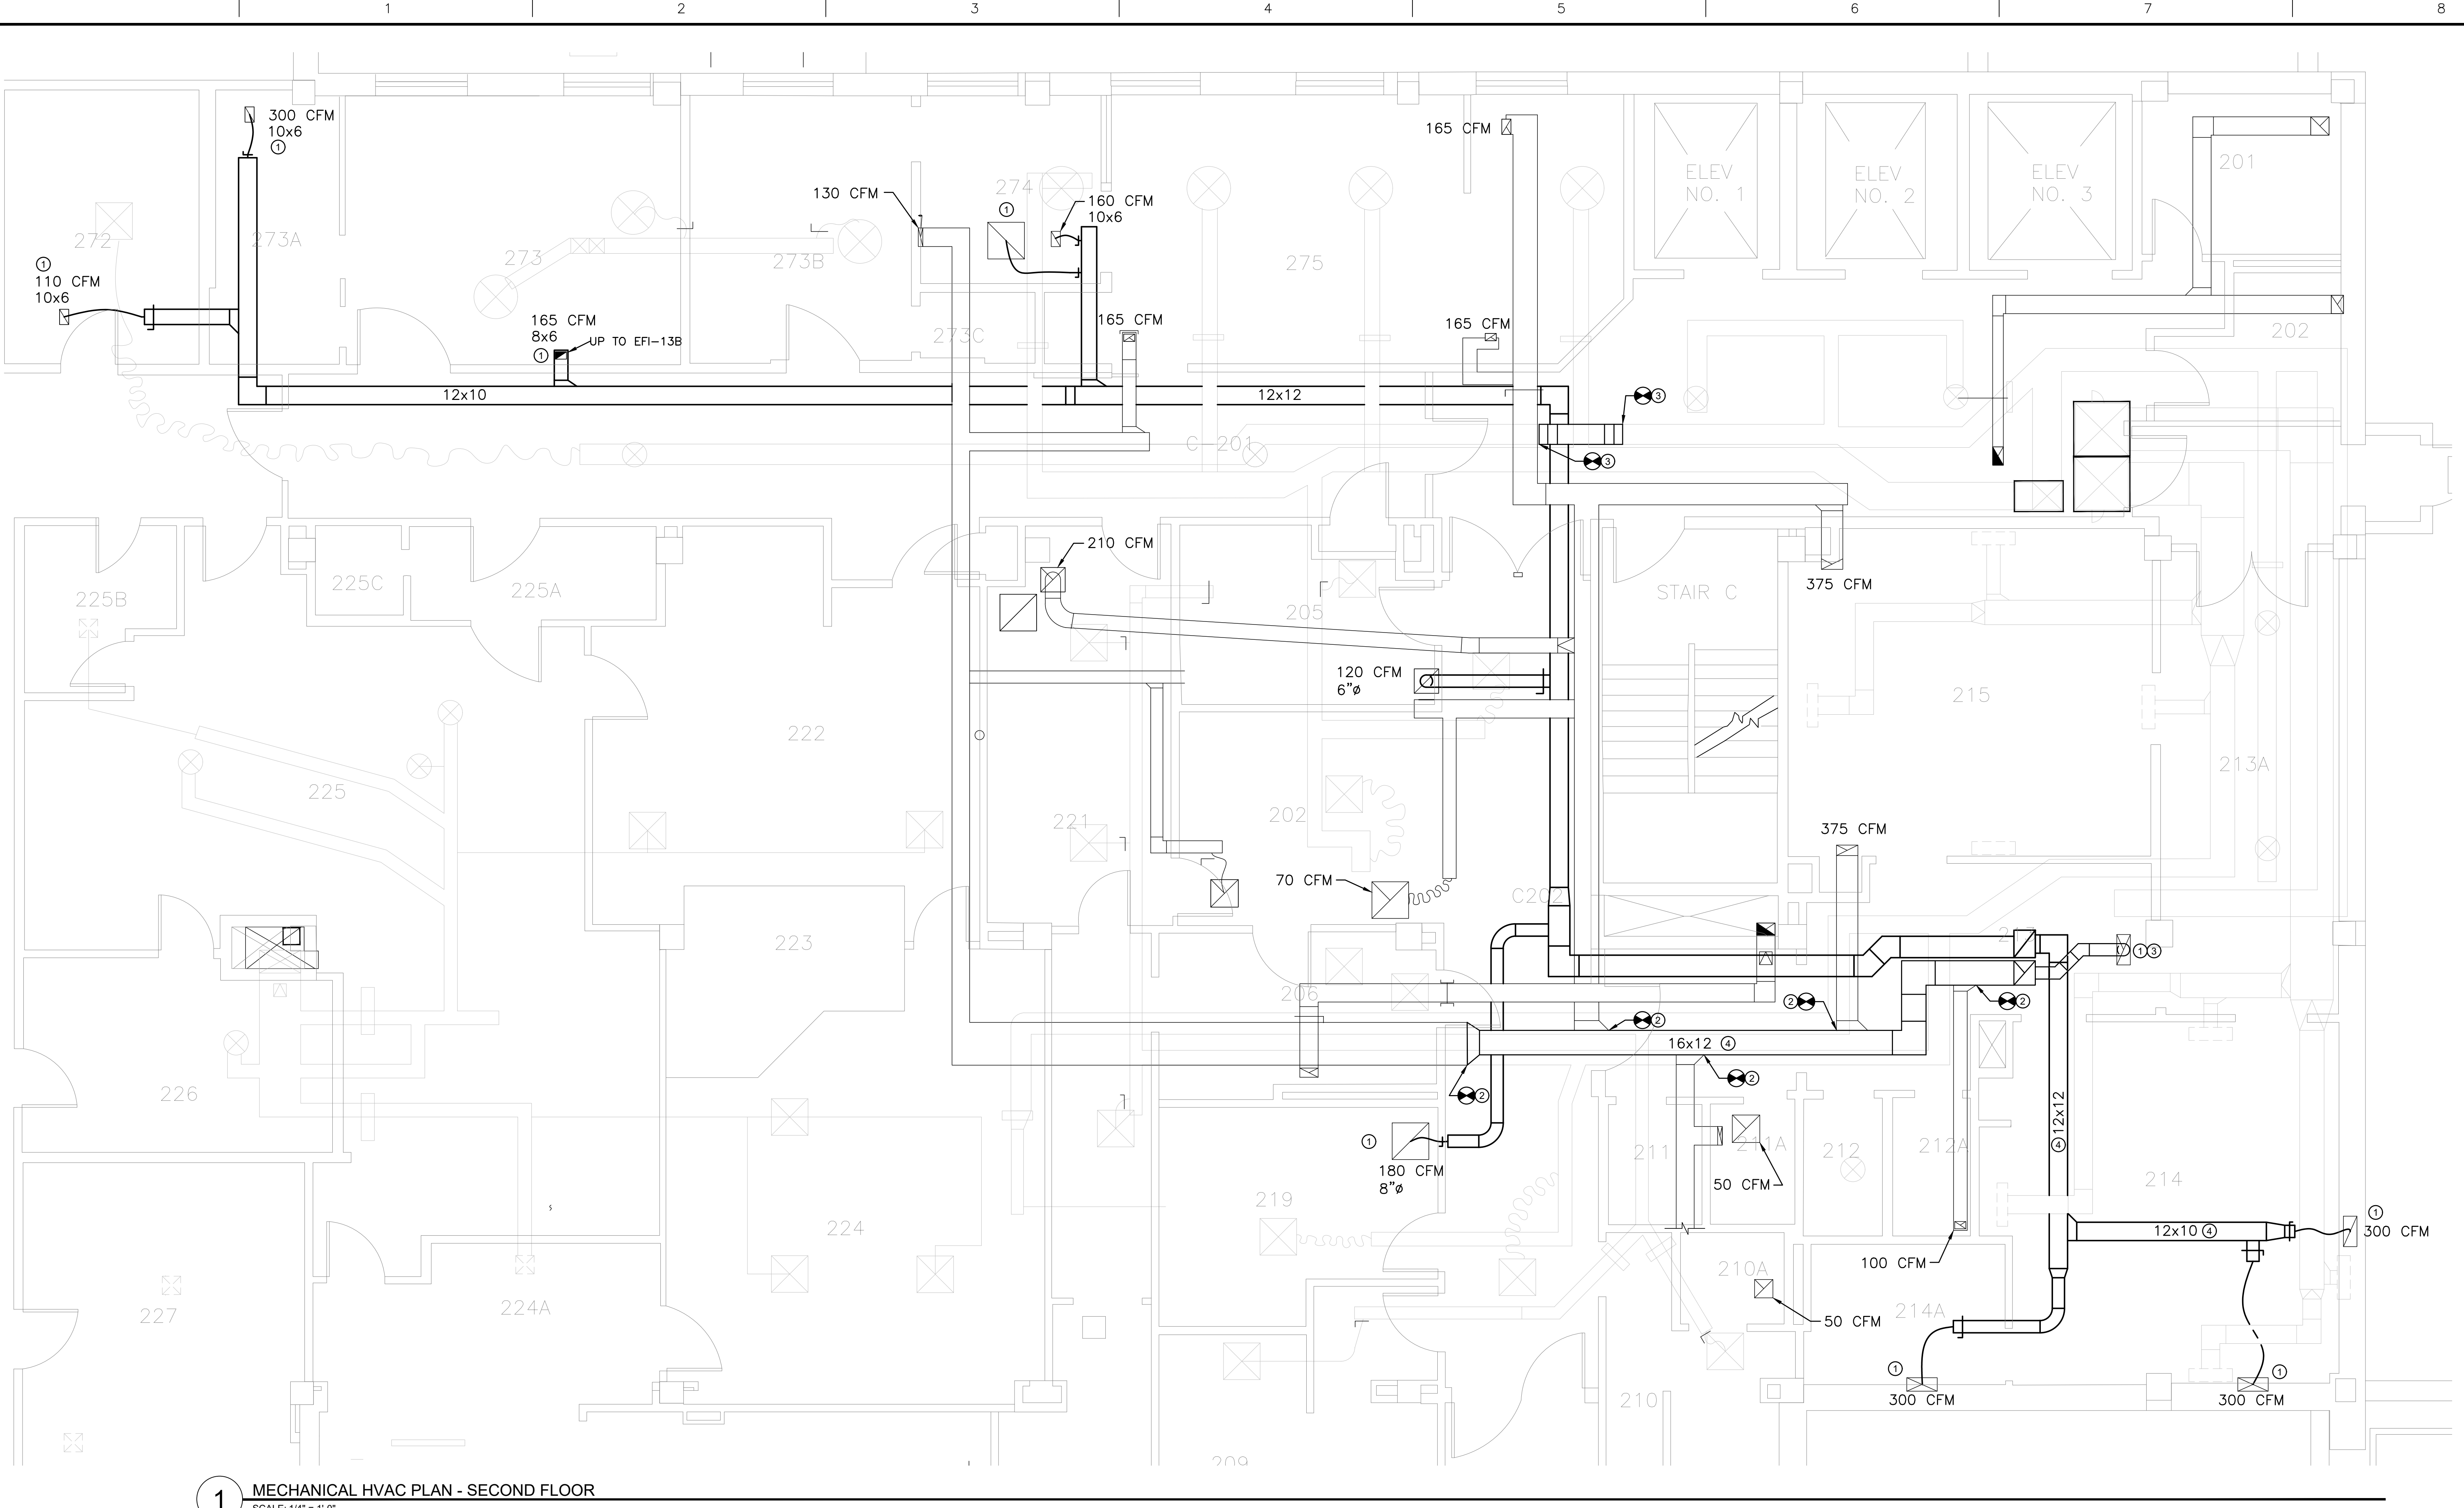 1 2 3 4 5 6 7 8
300 CFM
10x6
1
272
273A
1
110 CFM
10x6
273
273B
130 CFM
274
1
160 CFM
10x6
275
165 CFM
ELEV
NO. 1
ELEV
NO. 2
ELEV
NO. 3
201
202
165 CFM
8x6
1
UP TO EFI-13B
273C
165 CFM
165 CFM
12x10
12x12
3
3
C-201
225B
225C
225A
210 CFM
205
STAIR C
375 CFM
120 CFM
6"ø
215
213A
222
225
221
202
70 CFM
C202
375 CFM
223
206
1 3
2
2
2
16x12 4
2
2
226
12x12
4
1
180 CFM
8"ø
211
211A
50 CFM
212
212A
214
219
224
1
300 CFM
12x10 4
100 CFM
210A
50 CFM
214A
227
224A
1
300 CFM
1
300 CFM
210
209
1
MECHANICAL HVAC PLAN - SECOND FLOOR
SCALE: 1/4" = 1'-0"